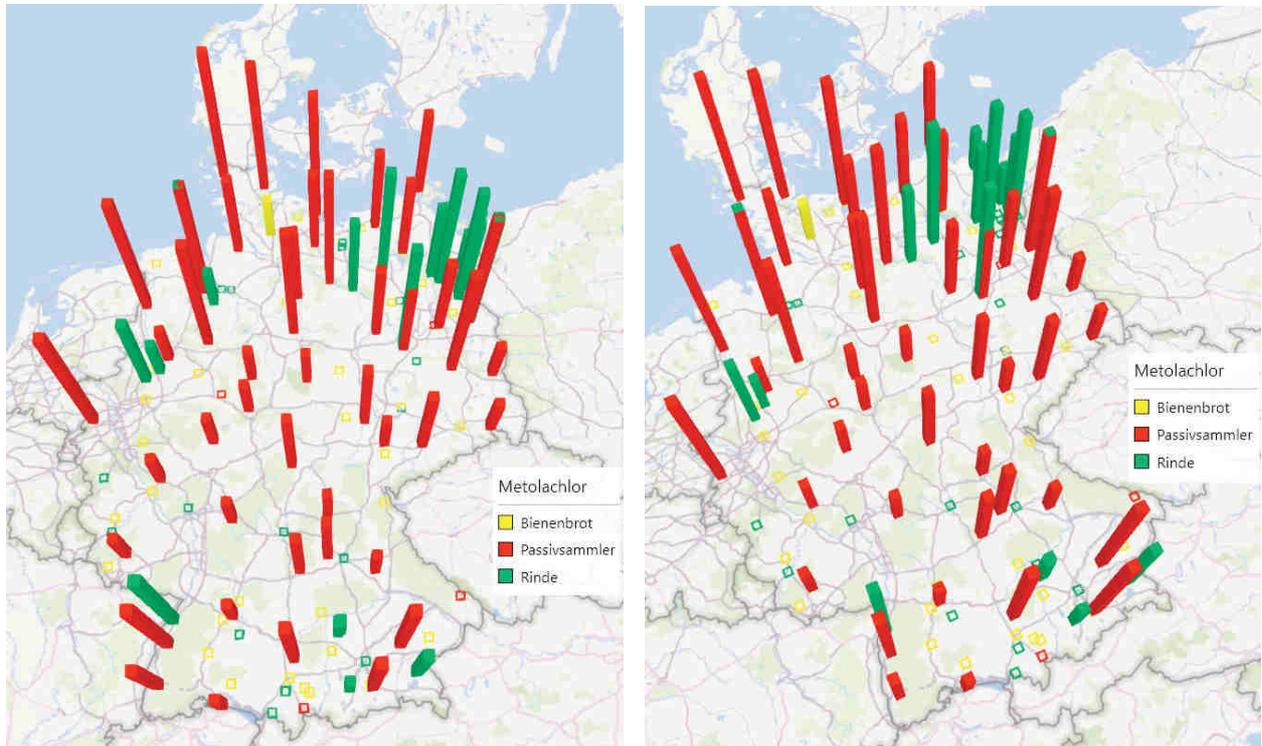 Metolachlor
Bienenbrot
Passivsammler
Rinde
Metolachlor
Bienenbrot
Passivsammler
Rinde